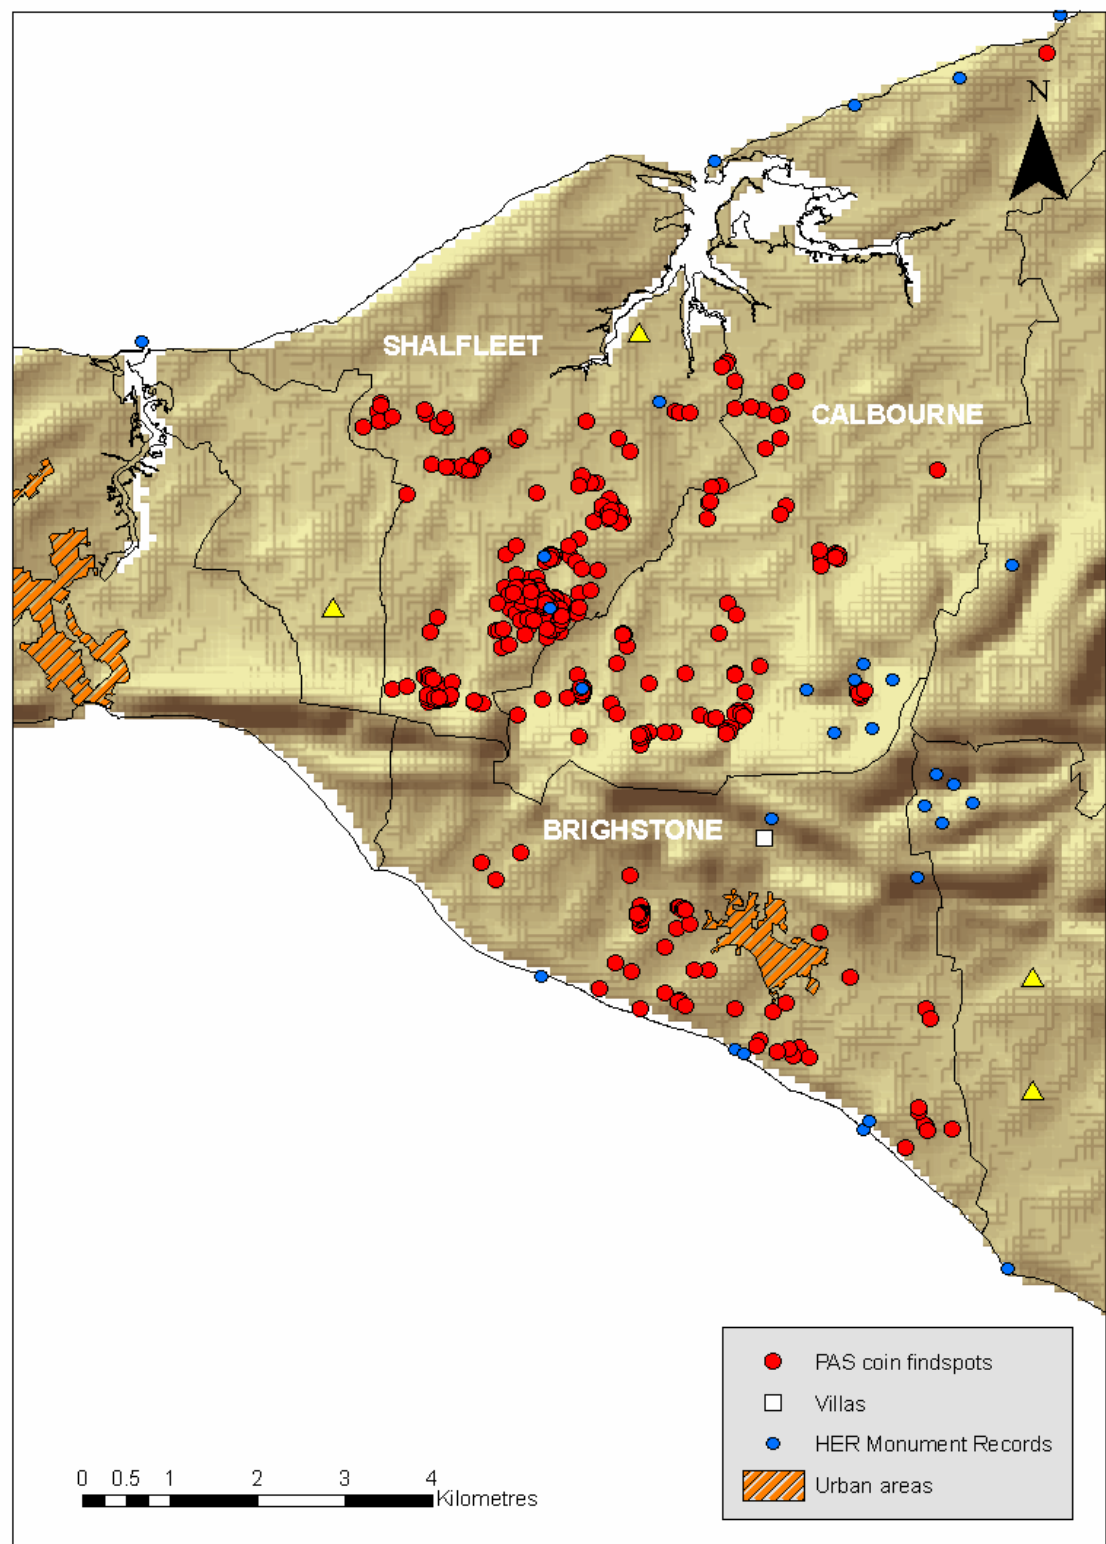 N
SHALFLEET
CALBOURNE
BRIGHSTONE
PAS coin findspots
Villas
HER Monument Records
Urban areas
0 0.5 1 2 3 4
Kilometres